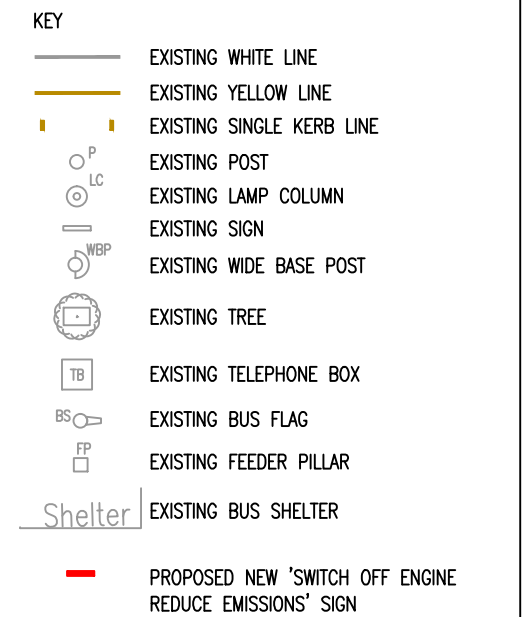 KEY
EXISTING WHITE LINE
EXISTING YELLOW LINE
EXISTING SINGLE KERB LINE
P EXISTING POST
LC EXISTING LAMP COLUMN
EXISTING SIGN
WBP EXISTING WIDE BASE POST
EXISTING TREE
TB EXISTING TELEPHONE BOX
BS EXISTING BUS FLAG
FP EXISTING FEEDER PILLAR
Shelter EXISTING BUS SHELTER
PROPOSED NEW 'SWITCH OFF ENGINE
REDUCE EMISSIONS' SIGN